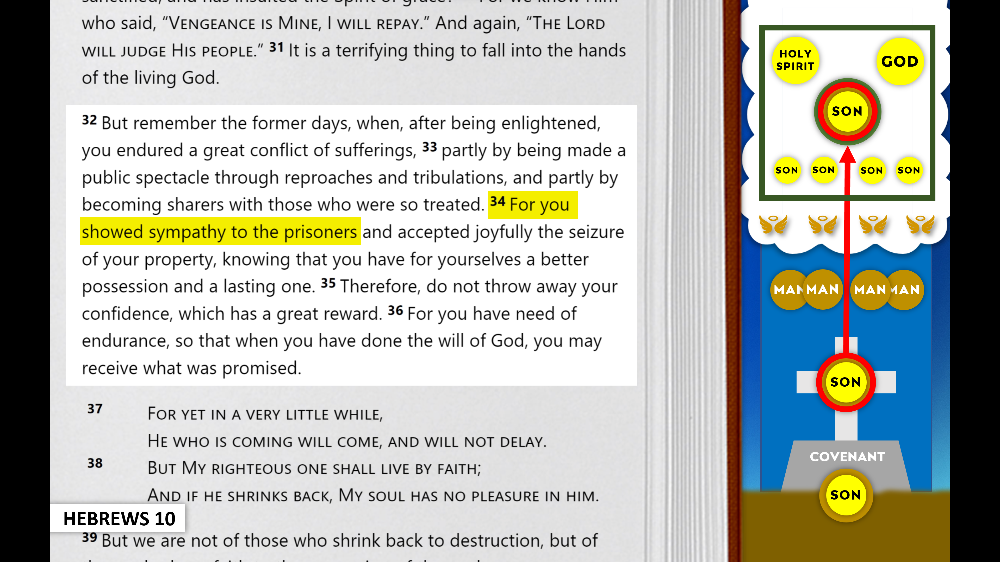 who said, “VENGEANCE IS MINE, I WILL REPAY.” And again, “THE LORD
WILL JUDGE HIS PEOPLE.” 31 It is a terrifying thing to fall into the hands
of the living God.
32 But remember the former days, when, after being enlightened,
you endured a great conflict of sufferings, 33 partly by being made a
public spectacle through reproaches and tribulations, and partly by
becoming sharers with those who were so treated. 34 For you
showed sympathy to the prisoners and accepted joyfully the seizure
of your property, knowing that you have for yourselves a better
possession and a lasting one. 35 Therefore, do not throw away your
confidence, which has a great reward. 36 For you have need of
endurance, so that when you have done the will of God, you may
receive what was promised.
37 FOR YET IN A VERY LITTLE WHILE,
HE WHO IS COMING WILL COME, AND WILL NOT DELAY.
38 BUT MY RIGHTEOUS ONE SHALL LIVE BY FAITH;
AND IF HE SHRINKS BACK, MY SOUL HAS NO PLEASURE IN HIM.
HEBREWS 10
39 But we are not of those who shrink back to destruction, but of
HOLY
SPIRIT
GOD
SON
SON SON SON SON
MAN MAN MAN MAN
SON
COVENANT
SON